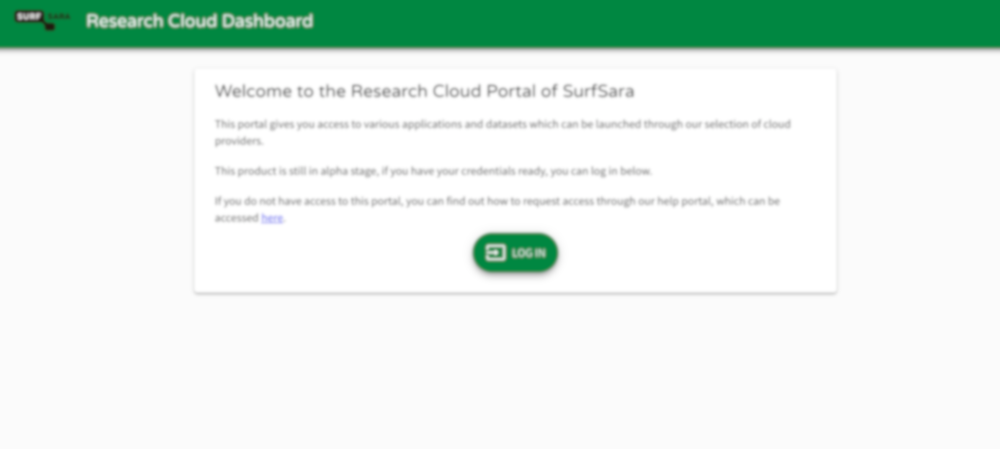 SURF SARA
Research Cloud Dashboard
Welcome to the Research Cloud Portal of SurfSara
This portal gives you access to various applications and datasets which can be launched through our selection of cloud
providers.
This product is still in alpha stage, if you have your credentials ready, you can log in below.
If you do not have access to this portal, you can find out how to request access through our help portal, which can be
accessed here.
LOG IN